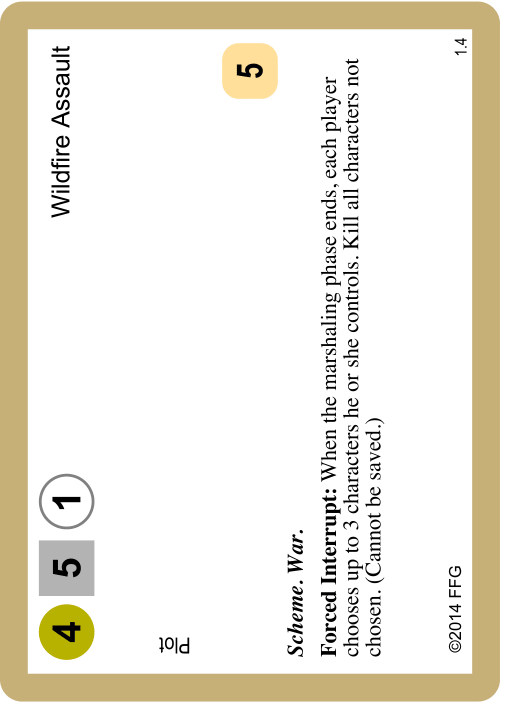 4 5 1 Wildfire Assault
Plot
5
Scheme. War.
Forced Interrupt: When the marshaling phase ends, each player
chooses up to 3 characters he or she controls. Kill all characters not
chosen. (Cannot be saved.)
©2014 FFG 1.4